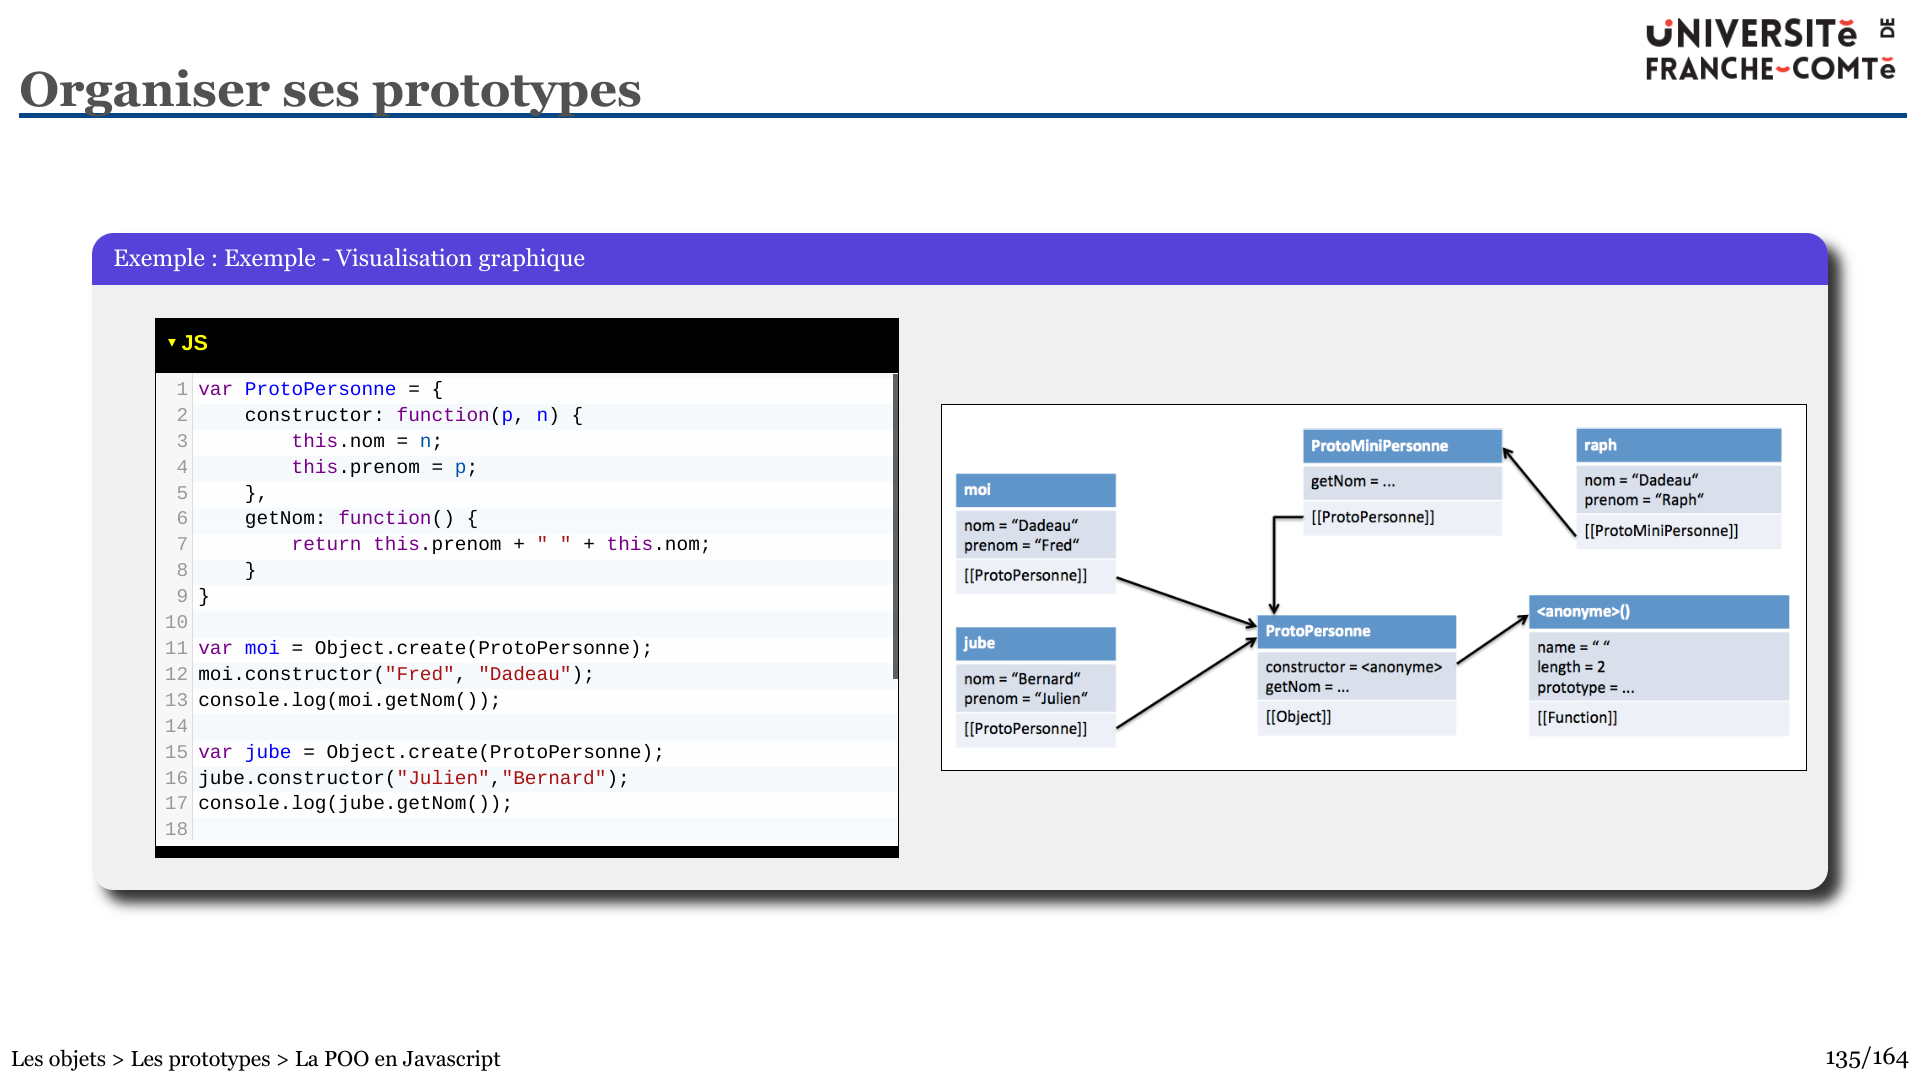 UNIVERSITĕ DE
FRANCHE-COMTĕ
Organiser ses prototypes
Exemple : Exemple - Visualisation graphique
▾ JS
1 var ProtoPersonne = {
2     constructor: function(p, n) {
3         this.nom = n;
4         this.prenom = p;
5     },
6     getNom: function() {
7         return this.prenom + " " + this.nom;
8     }
9 }
10
11 var moi = Object.create(ProtoPersonne);
12 moi.constructor("Fred", "Dadeau");
13 console.log(moi.getNom());
14
15 var jube = Object.create(ProtoPersonne);
16 jube.constructor("Julien","Bernard");
17 console.log(jube.getNom());
18
moi
nom = “Dadeau“
prenom = “Fred“
[[ProtoPersonne]]
jube
nom = “Bernard“
prenom = “Julien“
[[ProtoPersonne]]
ProtoMiniPersonne
getNom = ...
[[ProtoPersonne]]
raph
nom = “Dadeau“
prenom = “Raph“
[[ProtoMiniPersonne]]
ProtoPersonne
constructor = <anonyme>
getNom = ...
[[Object]]
<anonyme>()
name = “ “
length = 2
prototype = ...
[[Function]]
Les objets > Les prototypes > La POO en Javascript
135/164